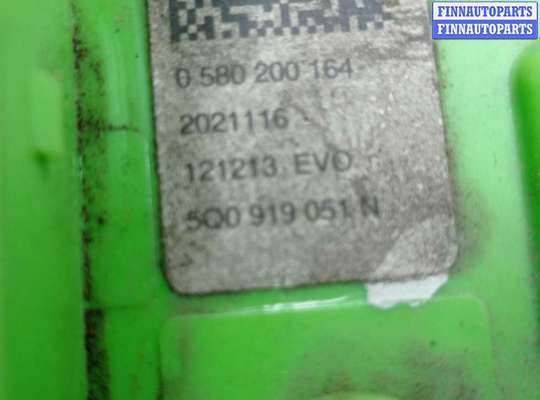 FINNAUTOPARTS
FINNAUTOPARTS
0 580 200 164
2021116
121213 EVO
5Q0 919 051 N